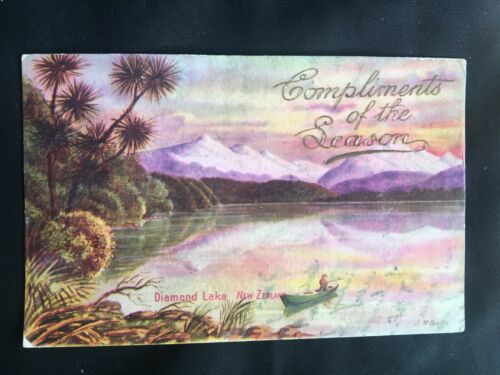 Compliments
of the
Season
Diamond Lake, New Zealand